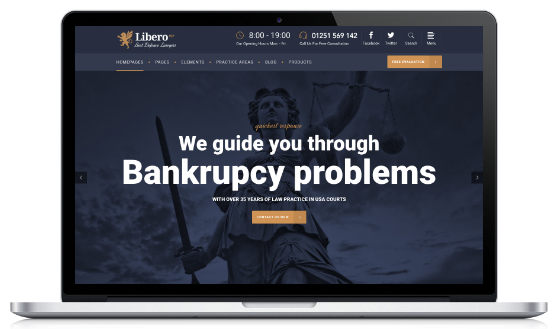 Libero
Best Defence Lawyers
8:00 - 19:00
Our Opening Hours Mon. - Fri.
01251 569 142
Call Us For Free Consultation
Facebook
Twitter
Search
Menu
HOMEPAGES • PAGES • ELEMENTS • PRACTICE AREAS • BLOG • PRODUCTS
FREE EVALUATION
We guide you through
Bankrupcy problems
WITH OVER 35 YEARS OF LAW PRACTICE IN USA COURTS
CONTACT US NOW